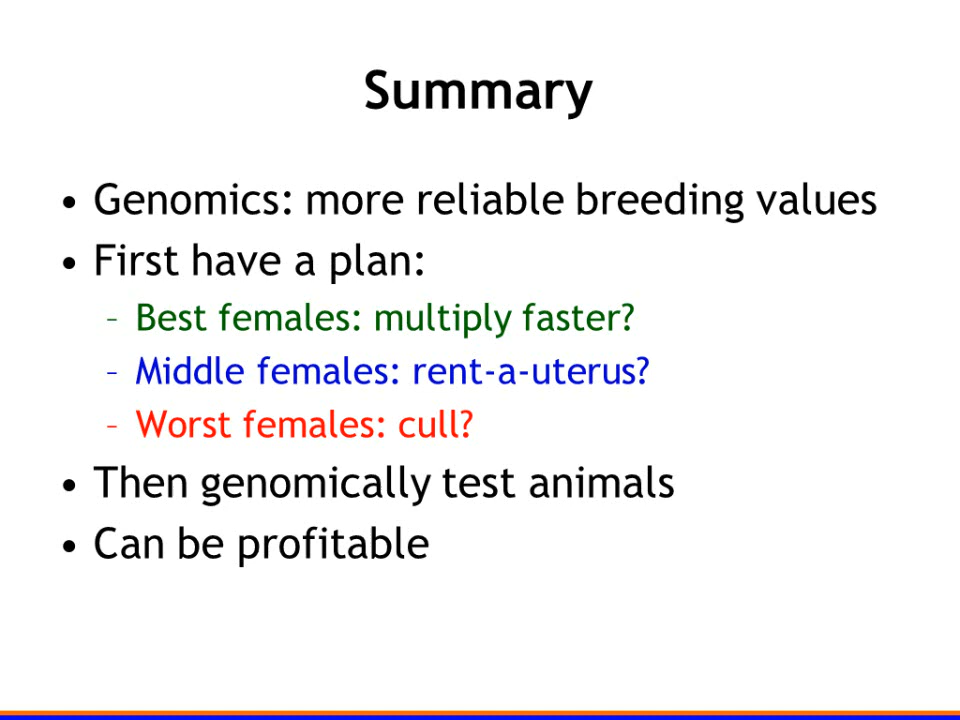 Summary
• Genomics: more reliable breeding values
• First have a plan:
– Best females: multiply faster?
– Middle females: rent-a-uterus?
– Worst females: cull?
• Then genomically test animals
• Can be profitable